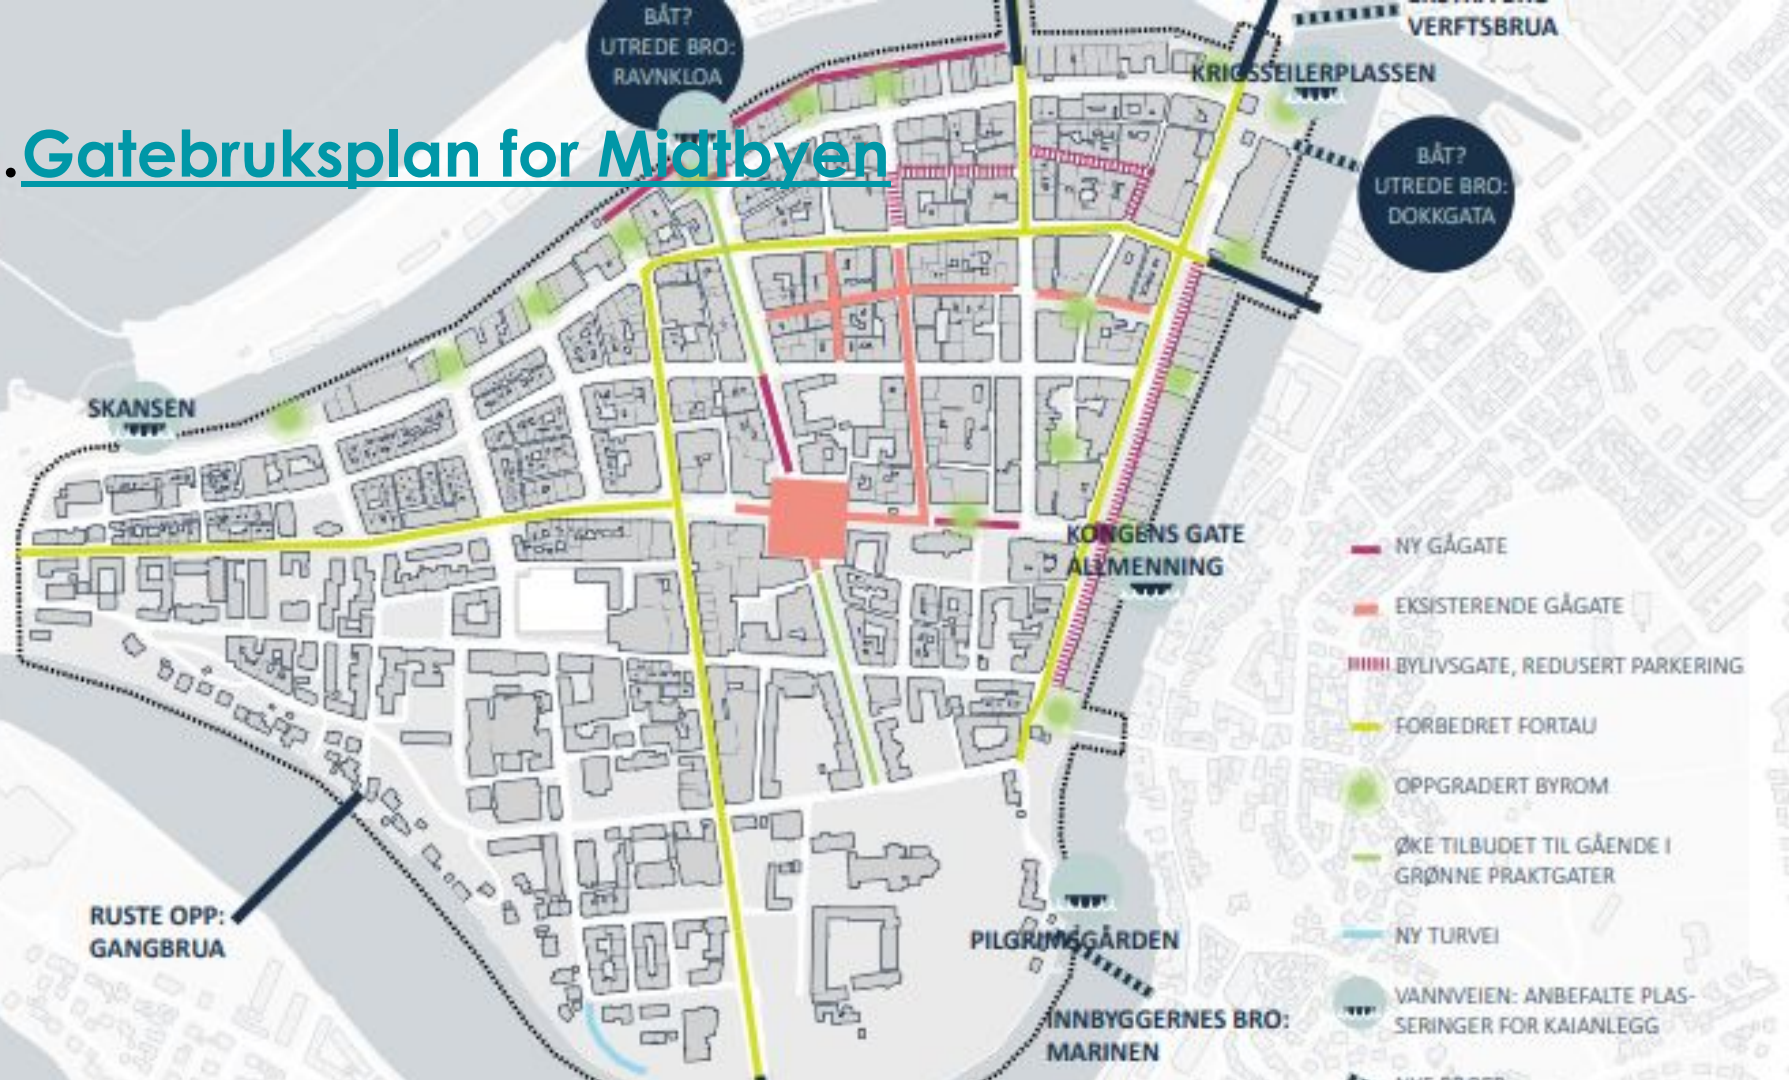 BÅT?
UTREDE BRO:
RAVNKLOA
VERFTSBRUA
KRIGSSEILERPLASSEN
.Gatebruksplan for Midtbyen
BÅT?
UTREDE BRO:
DOKKGATA
SKANSEN
KONGENS GATE
ALLMENNING
NY GÅGATE
EKSISTERENDE GÅGATE
BYLIVSGATE, REDUSERT PARKERING
FORBEDRET FORTAU
OPPGRADERT BYROM
ØKE TILBUDET TIL GÅENDE I
GRØNNE PRAKTGATER
NY TURVEI
VANNVEIEN: ANBEFALTE PLAS-
SERINGER FOR KAIANLEGG
RUSTE OPP:
GANGBRUA
PILGRIMSGÅRDEN
INNBYGGERNES BRO:
MARINEN